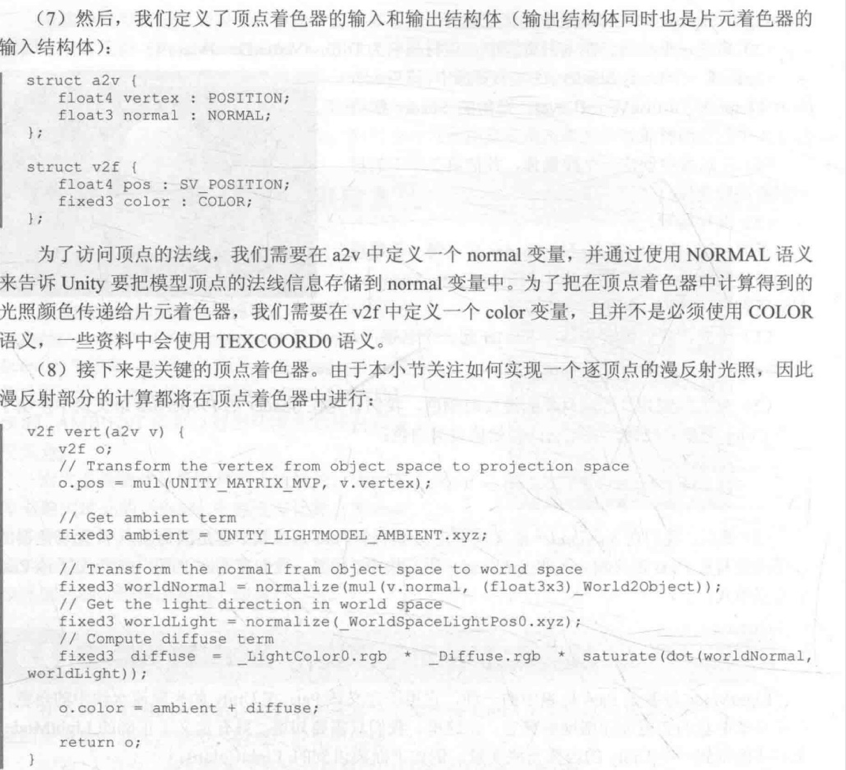 （7）然后，我们定义了顶点着色器的输入和输出结构体（输出结构体同时也是片元着色器的
输入结构体）：
struct a2v {
float4 vertex : POSITION;
float3 normal : NORMAL;
};
struct v2f {
float4 pos : SV_POSITION;
fixed3 color : COLOR;
};
为了访问顶点的法线，我们需要在 a2v 中定义一个 normal 变量，并通过使用 NORMAL 语义
来告诉 Unity 要把模型顶点的法线信息存储到 normal 变量中。为了把在顶点着色器中计算得到的
光照颜色传递给片元着色器，我们需要在 v2f 中定义一个 color 变量，且并不是必须使用 COLOR
语义，一些资料中会使用 TEXCOORD0 语义。
（8）接下来是关键的顶点着色器。由于本小节关注如何实现一个逐顶点的漫反射光照，因此
漫反射部分的计算都将在顶点着色器中进行：
v2f vert(a2v v) {
v2f o;
// Transform the vertex from object space to projection space
o.pos = mul(UNITY_MATRIX_MVP, v.vertex);
// Get ambient term
fixed3 ambient = UNITY_LIGHTMODEL_AMBIENT.xyz;
// Transform the normal fram object space to world space
fixed3 worldNormal = normalize(mul(v.normal, (float3x3)_World2Object));
// Get the light direction in world space
fixed3 worldLight = normalize(_WorldSpaceLightPos0.xyz);
// Compute diffuse term
fixed3 diffuse = _LightColor0.rgb * _Diffuse.rgb * saturate(dot(worldNormal,
worldLight));
o.color = ambient + diffuse;
return o;
}